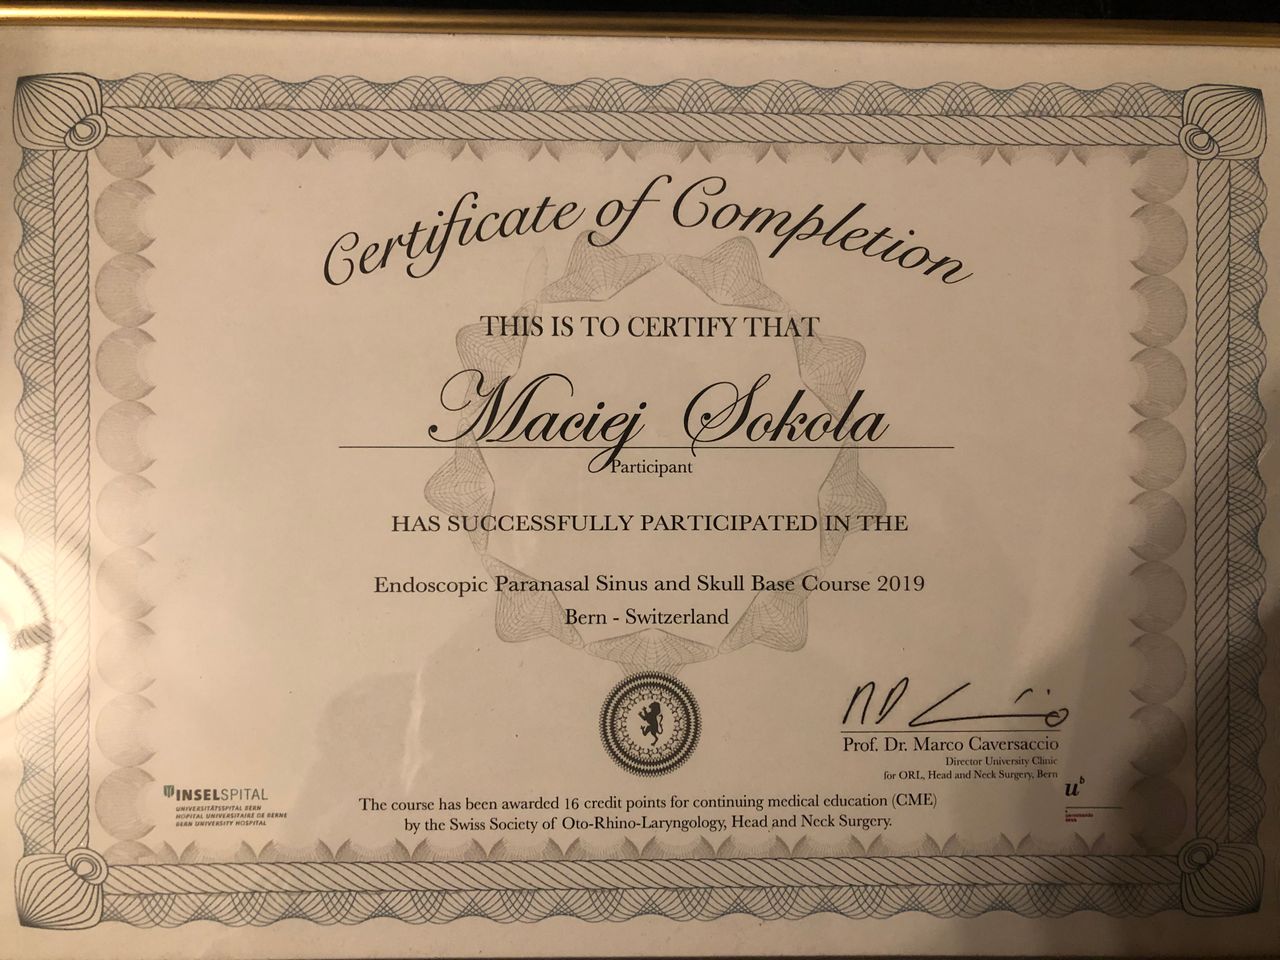 Certificate of Completion
THIS IS TO CERTIFY THAT
Maciej Sokola
Participant
HAS SUCCESSFULLY PARTICIPATED IN THE
Endoscopic Paranasal Sinus and Skull Base Course 2019
Bern - Switzerland
Prof. Dr. Marco Caversaccio
Director University Clinic
for ORL, Head and Neck Surgery, Bern
INSELSPITAL
UNIVERSITÄTSSPITAL BERN
HOPITAL UNIVERSITAIRE DE BERNE
BERN UNIVERSITY HOSPITAL
The course has been awarded 16 credit points for continuing medical education (CME)
by the Swiss Society of Oto-Rhino-Laryngology, Head and Neck Surgery.
u b